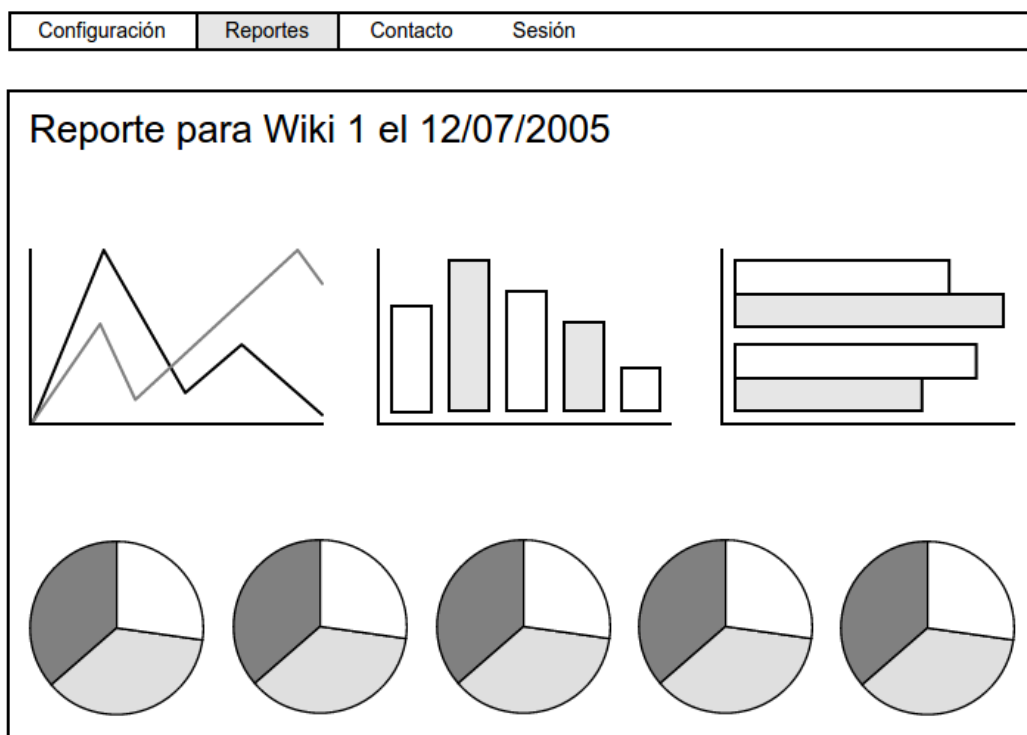 Configuración Reportes Contacto Sesión
Reporte para Wiki 1 el 12/07/2005